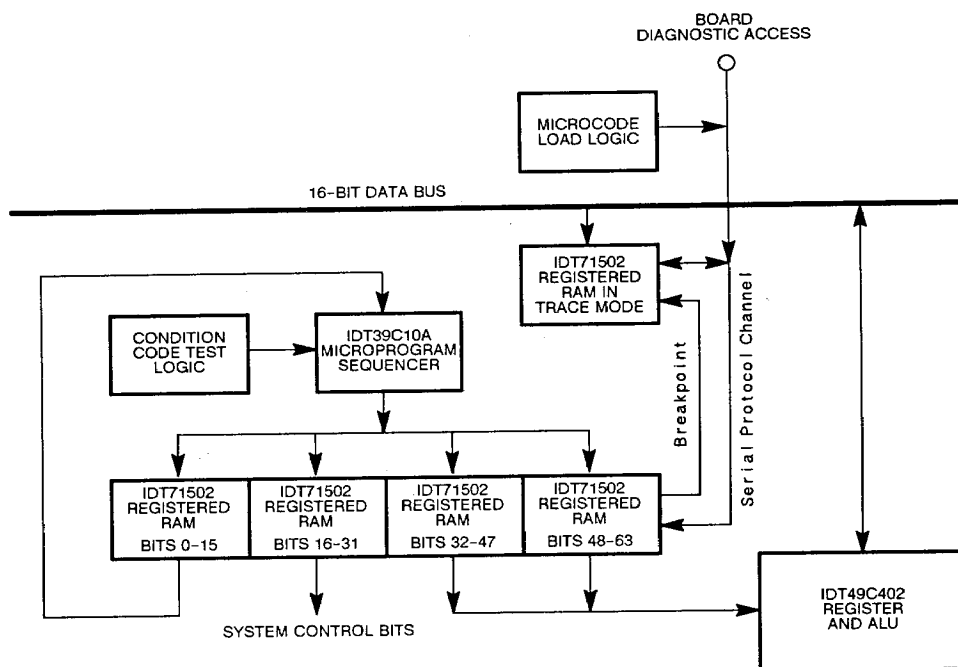 BOARD
DIAGNOSTIC ACCESS
MICROCODE
LOAD LOGIC
16-BIT DATA BUS
IDT71502
REGISTERED
RAM IN
TRACE MODE
CONDITION
CODE TEST
LOGIC
IDT39C10A
MICROPROGRAM
SEQUENCER
Breakpoint
Serial Protocol Channel
IDT71502
REGISTERED
RAM
BITS 0-15
IDT71502
REGISTERED
RAM
BITS 16-31
IDT71502
REGISTERED
RAM
BITS 32-47
IDT71502
REGISTERED
RAM
BITS 48-63
SYSTEM CONTROL BITS
IDT49C402
REGISTER
AND ALU